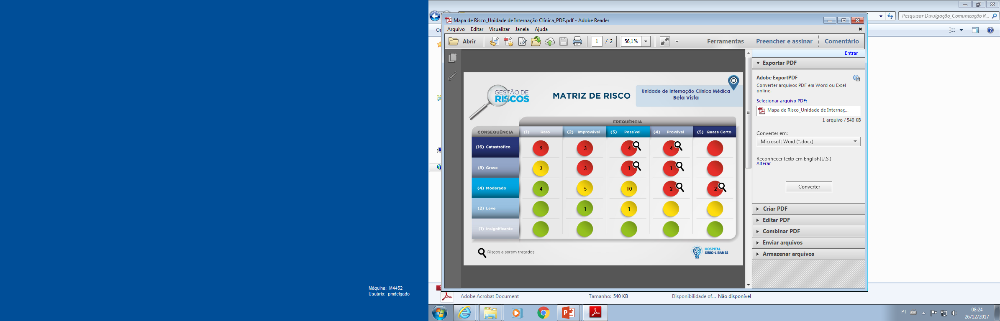 Máquina: M4452
Usuário: pmdelgado
Pesquisar Divulgação_Comunicação R...
Mapa de Risco_Unidade de Internação Clínica_PDF.pdf - Adobe Reader
Arquivo Editar Visualizar Janela Ajuda
Abrir 1 / 2 56,1% Ferramentas Preencher e assinar Comentário
Entrar
Exportar PDF
Adobe ExportPDF
Converter arquivos PDF em Word ou Excel
online.
Selecionar arquivo PDF:
Mapa de Risco_Unidade de Internaç...
1 arquivo / 540 KB
Converter em:
Microsoft Word (*.docx)
Reconhecer texto em English(U.S.)
Alterar
Converter
Criar PDF
Editar PDF
Combinar PDF
Enviar arquivos
Armazenar arquivos
GESTÃO DE
RISCOS
MATRIZ DE RISCO
Unidade de Internação Clínica Médica
Bela Vista
FREQUÊNCIA
CONSEQUÊNCIA (1) Raro (2) Improvável (3) Possível (4) Provável (5) Quase Certo
(16) Catastrófico 9 3 4 4
(8) Grave 3 3 1 1
(4) Moderado 4 5 10 2 2
(2) Leve 1 1
(1) Insignificante
Riscos a serem tratados
HOSPITAL
SÍRIO-LIBANÊS
95
Adobe Acrobat Document Tamanho: 540 KB Disponibilidade of... Não disponível
PT 08:24
26/12/2017